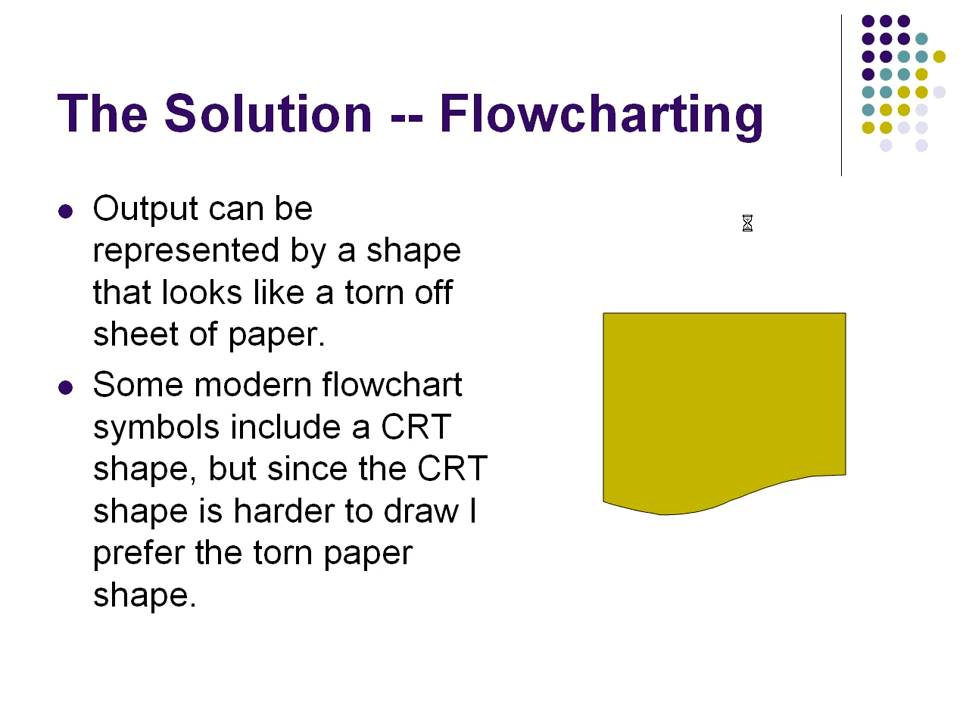 The Solution -- Flowcharting
Output can be
represented by a shape
that looks like a torn off
sheet of paper.
Some modern flowchart
symbols include a CRT
shape, but since the CRT
shape is harder to draw I
prefer the torn paper
shape.